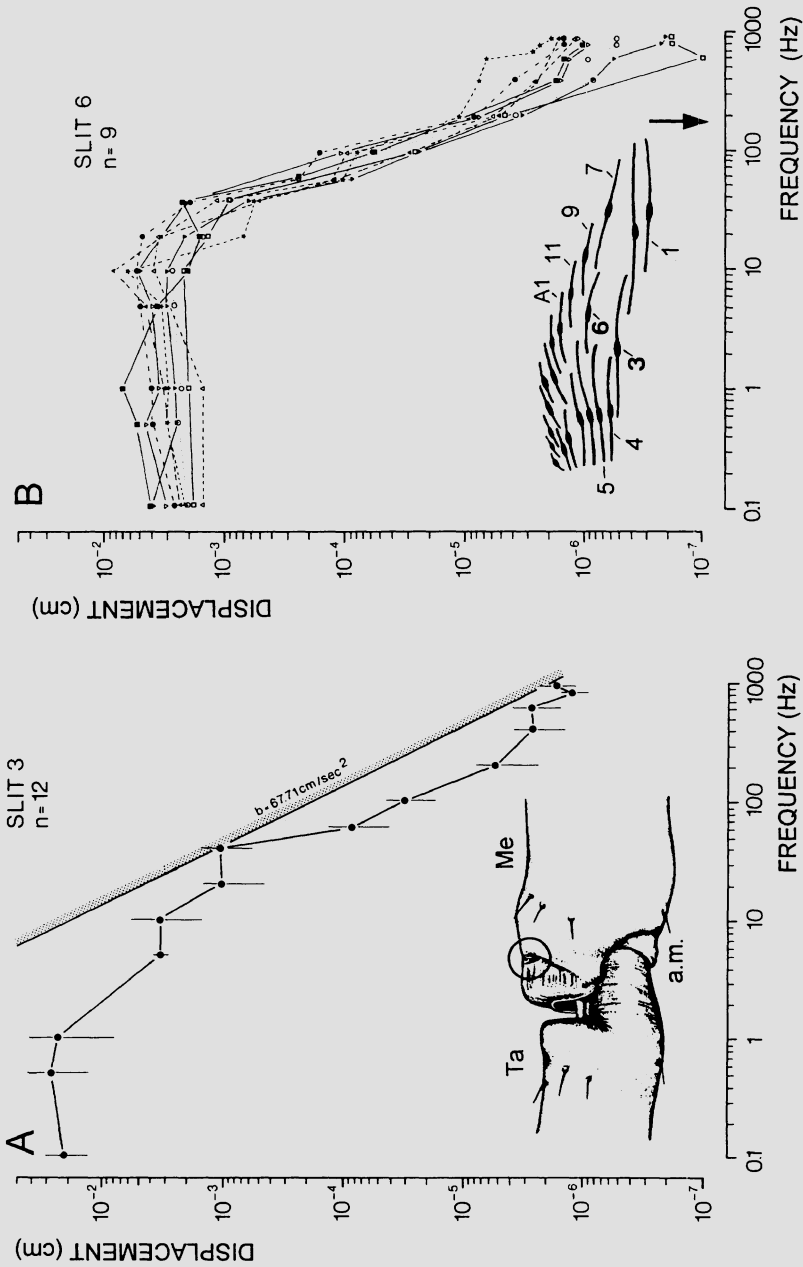 A
SLIT 3
n=12
DISPLACEMENT (cm)
10⁻²
10⁻³
10⁻⁴
10⁻⁵
10⁻⁶
10⁻⁷
b=6.771cm/sec²
Ta
Me
a.m.
0.1
1
10
100
1000
FREQUENCY (Hz)
B
SLIT 6
n=9
DISPLACEMENT (cm)
10⁻²
10⁻³
10⁻⁴
10⁻⁵
10⁻⁶
10⁻⁷
A1
11
9
7
6
5
4
3
1
0.1
1
10
100
1000
FREQUENCY (Hz)